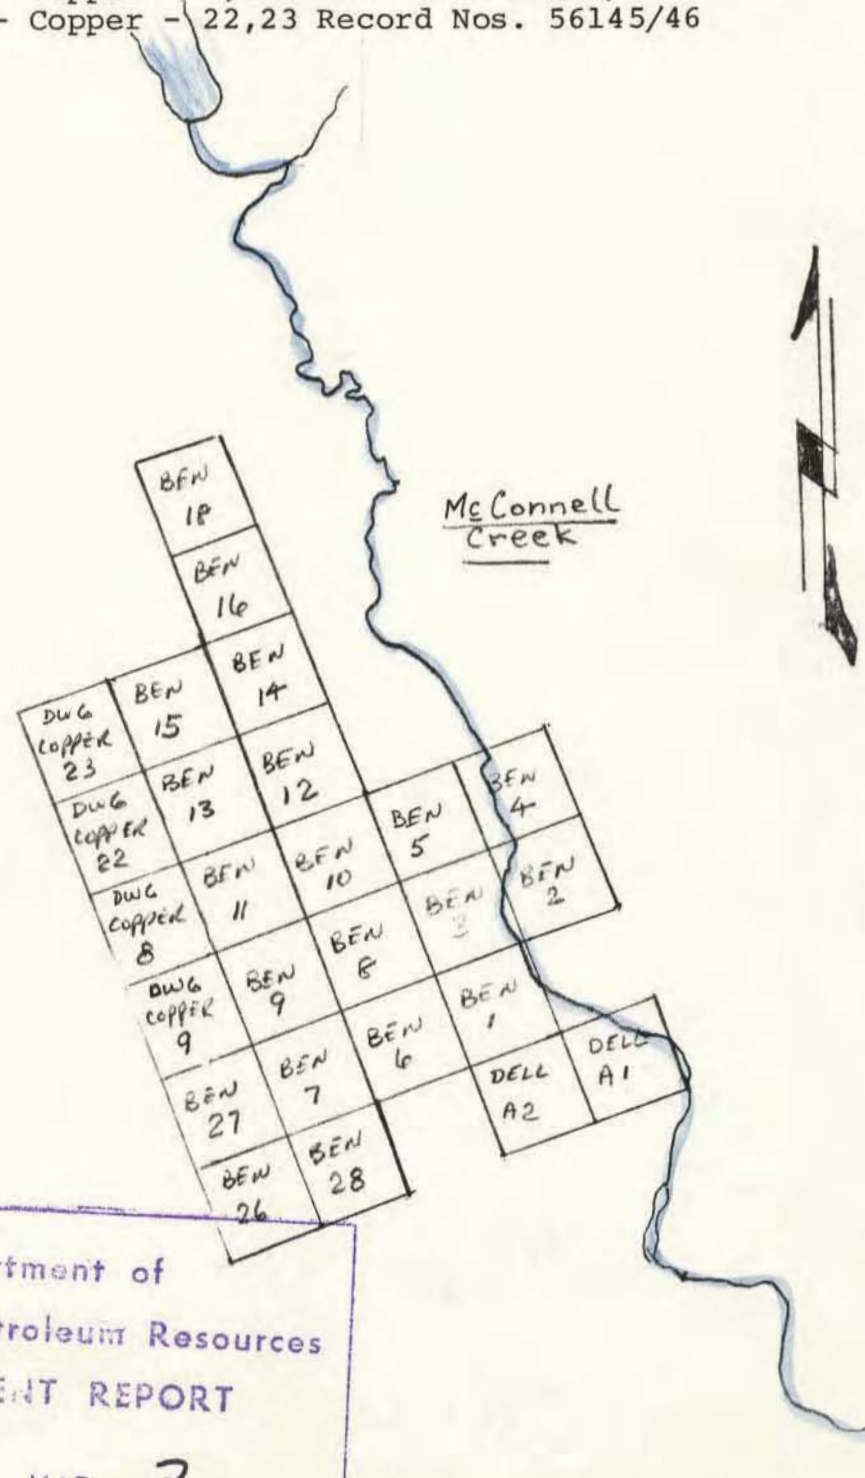 - Copper - 22,23 Record Nos. 56145/46
BEN
18
BEN
16
McConnell
Creek
BEN
14
BEN
15
DWG
COPPER
23
BEN
12
BEN
13
DWG
COPPER
22
BEN
4
BEN
5
BEN
10
BEN
11
DWG
COPPER
8
BEN
2
BEN
3
BEN
8
BEN
9
DWG
COPPER
9
BEN
1
BEN
6
BEN
7
BEN
27
DELL
A1
DELL
A2
BEN
28
BEN
26
rtment of
troleum Resources
ENT REPORT